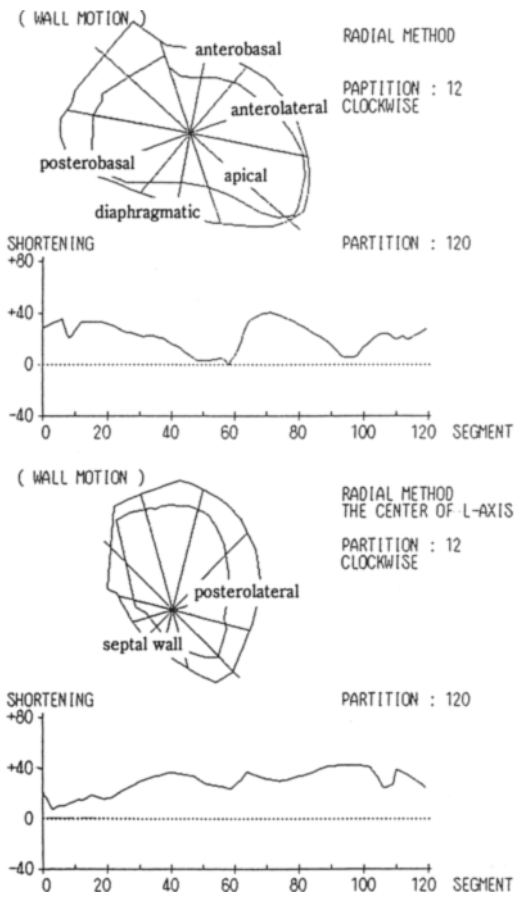 ( WALL MOTION )
RADIAL METHOD
anterobasal
PAPTITION : 12
CLOCKWISE
anterolateral
posterobasal
apical
diaphragmatic
SHORTENING
PARTITION : 120
+80
+40
0
-40
0 20 40 60 80 100 120 SEGMENT
( WALL MOTION )
RADIAL METHOD
THE CENTER OF L-AXIS
PARTITION : 12
CLOCKWISE
posterolateral
septal wall
SHORTENING
PARTITION : 120
+80
+40
0
-40
0 20 40 60 80 100 120 SEGMENT